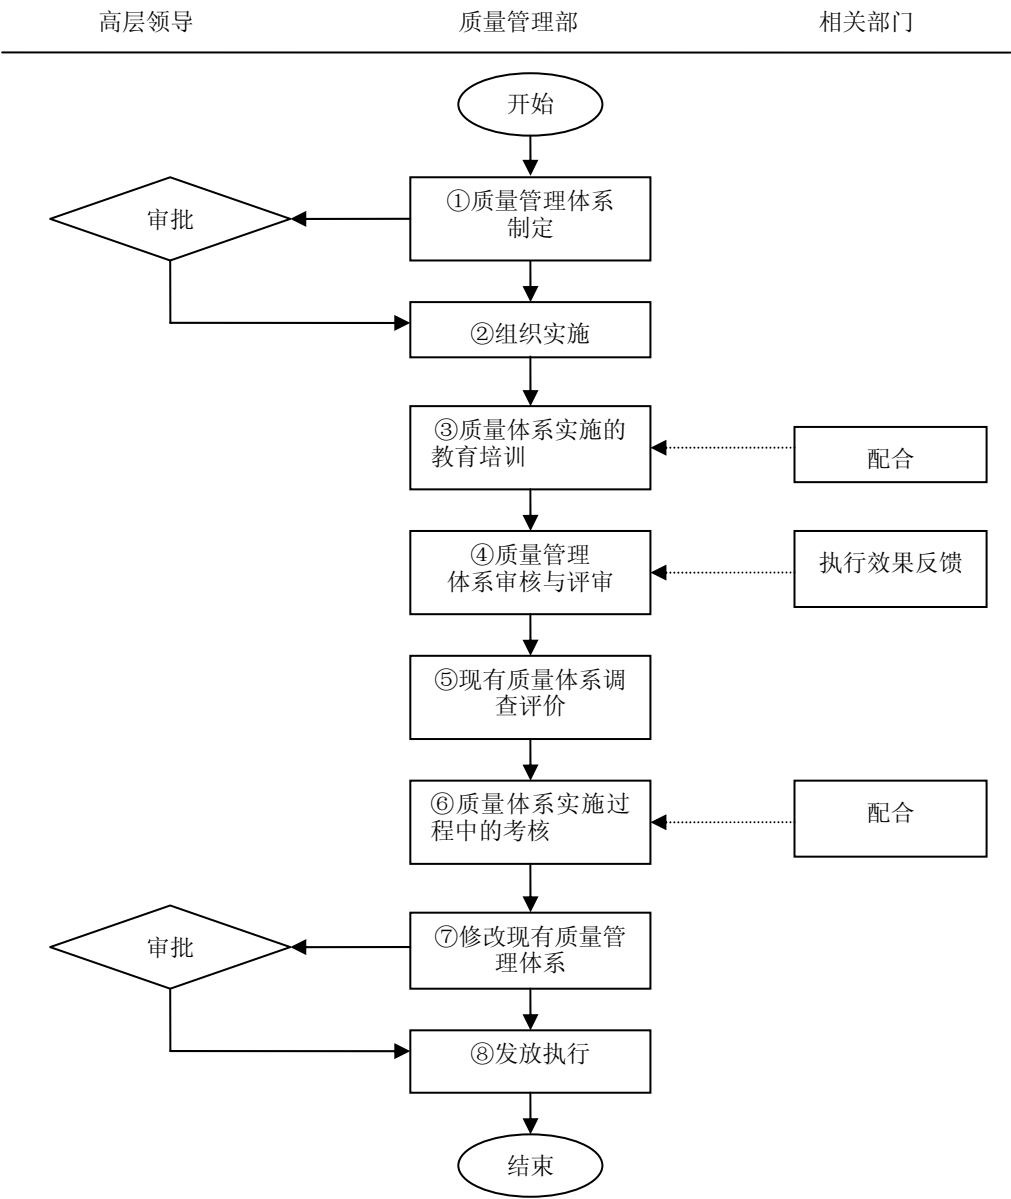 高层领导
质量管理部
相关部门
开始
①质量管理体系
制定
审批
②组织实施
③质量体系实施的
教育培训
配合
④质量管理
体系审核与评审
执行效果反馈
⑤现有质量体系调
查评价
⑥质量体系实施过
程中的考核
配合
⑦修改现有质量管
理体系
审批
⑧发放执行
结束